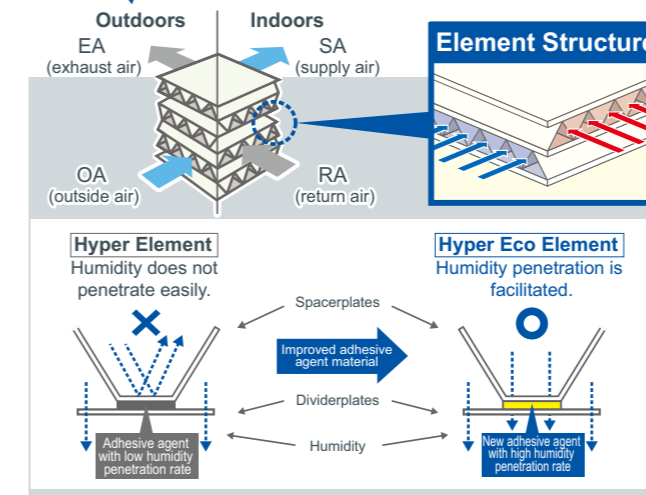 Outdoors
Indoors
EA
(exhaust air)
SA
(supply air)
Element Structure
OA
(outside air)
RA
(return air)
Hyper Element
Humidity does not
penetrate easily.
Hyper Eco Element
Humidity penetration is
facilitated.
Spacerplates
Improved adhesive
agent material
Dividerplates
Humidity
Adhesive agent
with low humidity
penetration rate
New adhesive agent
with high humidity
penetration rate